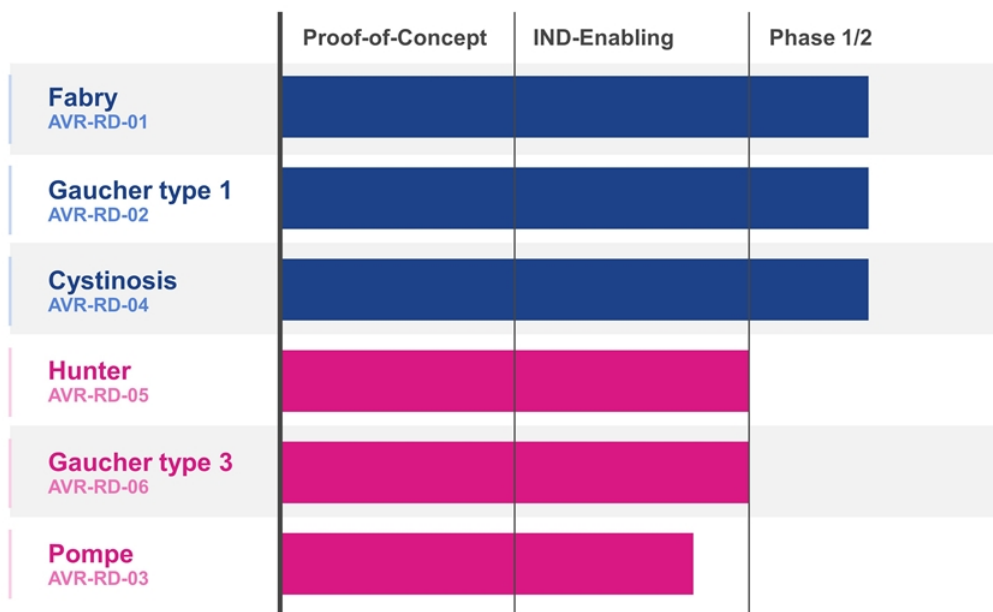 Proof-of-Concept IND-Enabling Phase 1/2
Fabry
AVR-RD-01
Gaucher type 1
AVR-RD-02
Cystinosis
AVR-RD-04
Hunter
AVR-RD-05
Gaucher type 3
AVR-RD-06
Pompe
AVR-RD-03